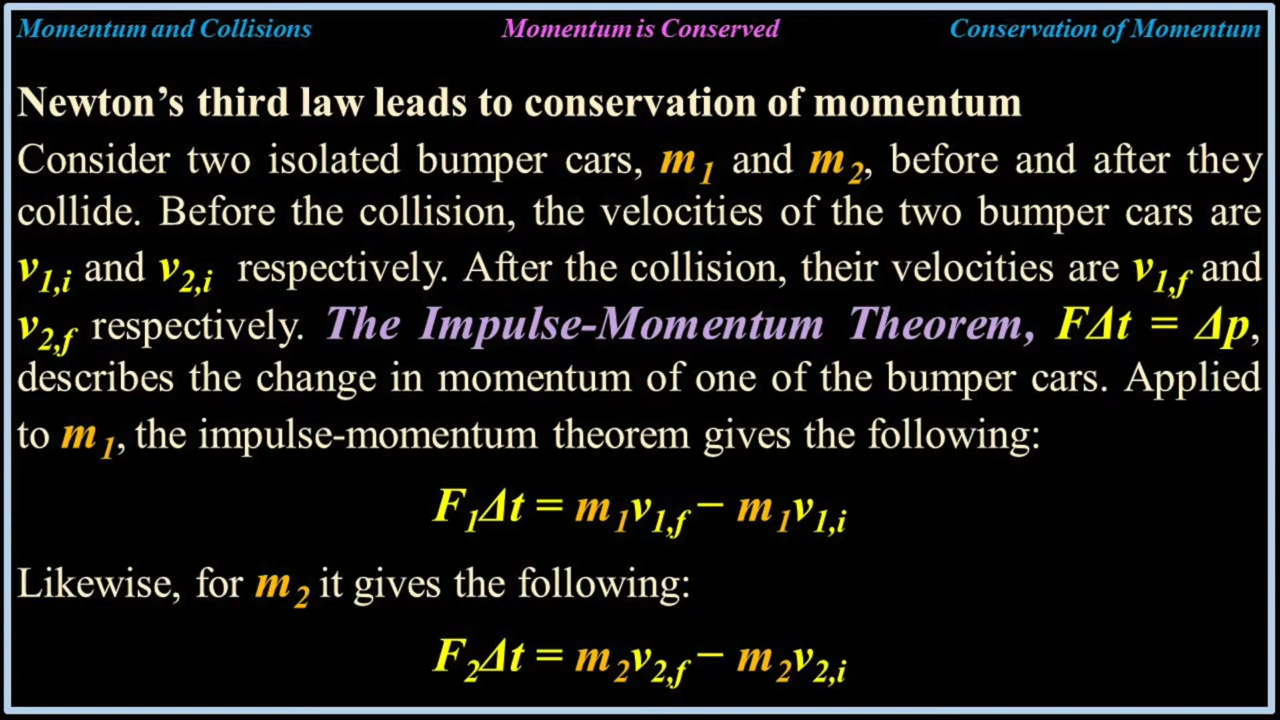 Momentum and Collisions Momentum is Conserved Conservation of Momentum
Newton's third law leads to conservation of momentum
Consider two isolated bumper cars, m₁ and m₂, before and after they
collide. Before the collision, the velocities of the two bumper cars are
v₁,ᵢ and v₂,ᵢ respectively. After the collision, their velocities are v₁,f and
v₂,f respectively. The Impulse-Momentum Theorem, FΔt = Δp,
describes the change in momentum of one of the bumper cars. Applied
to m₁, the impulse-momentum theorem gives the following:
F₁Δt = m₁v₁,f − m₁v₁,ᵢ
Likewise, for m₂ it gives the following:
F₂Δt = m₂v₂,f − m₂v₂,ᵢ